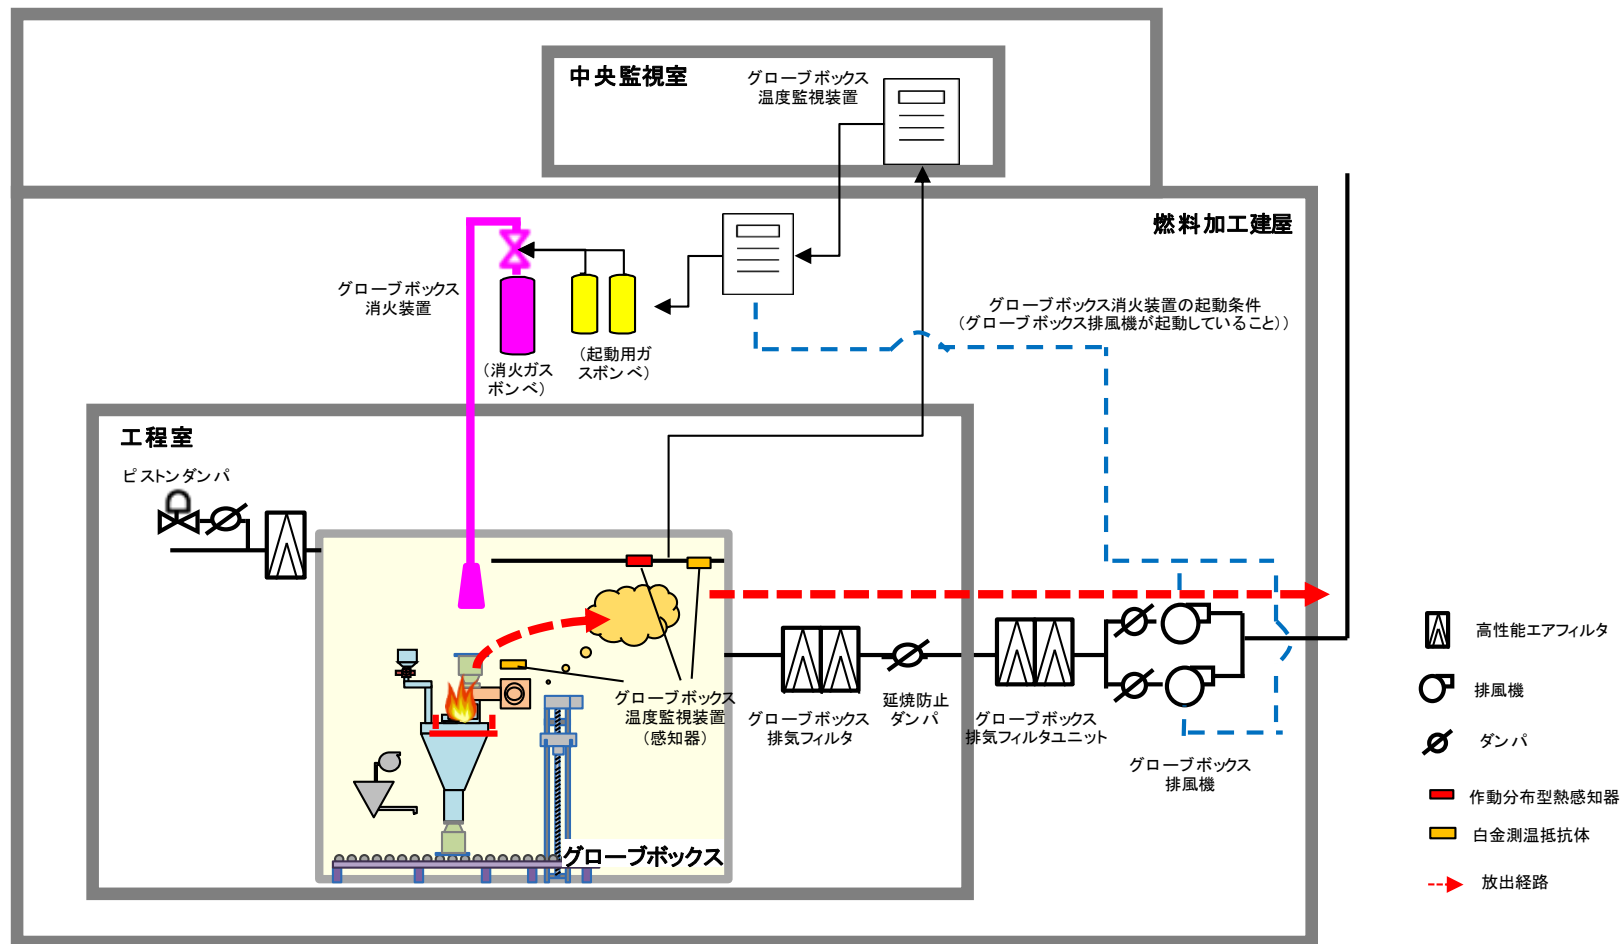 中央監視室
グローブボックス
温度監視装置
燃料加工建屋
グローブボックス
消火装置
（消火ガス
ボンベ）
（起動用ガ
スボンベ）
グローブボックス消火装置の起動条件
（グローブボックス排風機が起動していること））
工程室
ピストンダンパ
グローブボックス
温度監視装置
（感知器）
グローブボックス
排気フィルタ
延焼防止
ダンパ
グローブボックス
排気フィルタユニット
グローブボックス
排風機
グローブボックス
高性能エアフィルタ
排風機
ダンパ
作動分布型熱感知器
白金測温抵抗体
放出経路